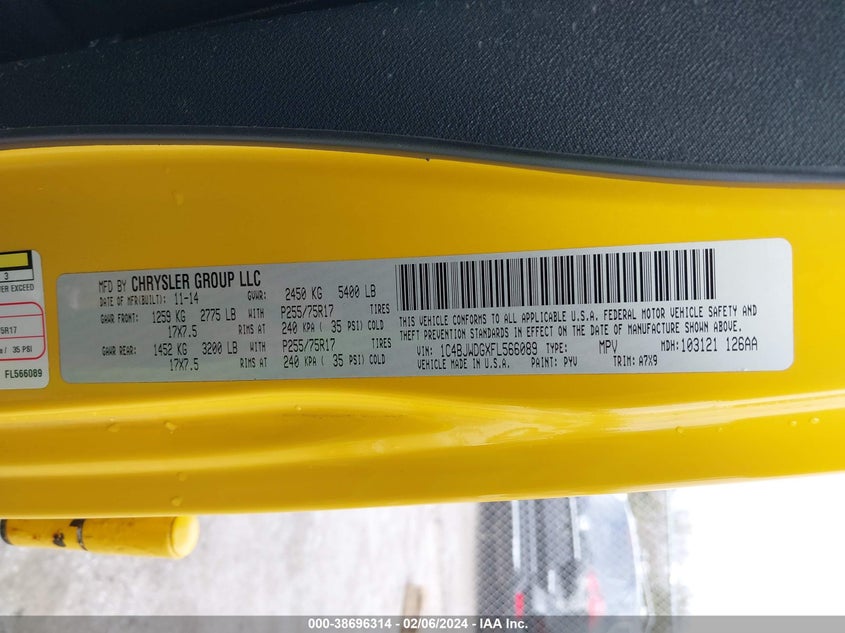 3
VER EXCEED
5R17
a / 35 PSI
FL566089
MFD BY CHRYSLER GROUP LLC
DATE OF MFR(BUILT): 11-14 GVWR: 2450 KG 5400 LB
GAWR FRONT: 1259 KG 2775 LB WITH P255/75R17 TIRES
17X7.5 RIMS AT 240 KPA ( 35 PSI) COLD
GAWR REAR: 1452 KG 3200 LB WITH P255/75R17 TIRES
17X7.5 RIMS AT 240 KPA ( 35 PSI) COLD
THIS VEHICLE CONFORMS TO ALL APPLICABLE U.S.A. FEDERAL MOTOR VEHICLE SAFETY AND
THEFT PREVENTION STANDARDS IN EFFECT ON THE DATE OF MANUFACTURE SHOWN ABOVE.
VIN: 1C4BJWDGXFL566089 TYPE: MPV MDH: 103121 126AA
VEHICLE MADE IN U.S.A. PAINT: PYV TRIM: A7X9
000-38696314 - 02/06/2024 - IAA Inc.